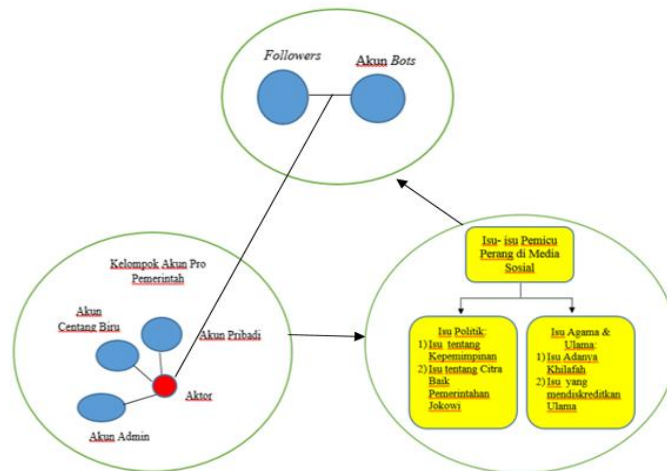 Followers
Akun Bots
Kelompok Akun Pro
Pemerintah
Akun
Centang Biru
Akun Pribadi
Aktor
Akun Admin
Isu- isu Pemicu
Perang di Media
Sosial
Isu Politik:
1) Isu tentang
Kepemimpinan
2) Isu tentang Citra
Baik
Pemerintahan
Jokowi
Isu Agama &
Ulama:
1) Isu Adanya
Khilafah
2) Isu yang
mendiskreditkan
Ulama